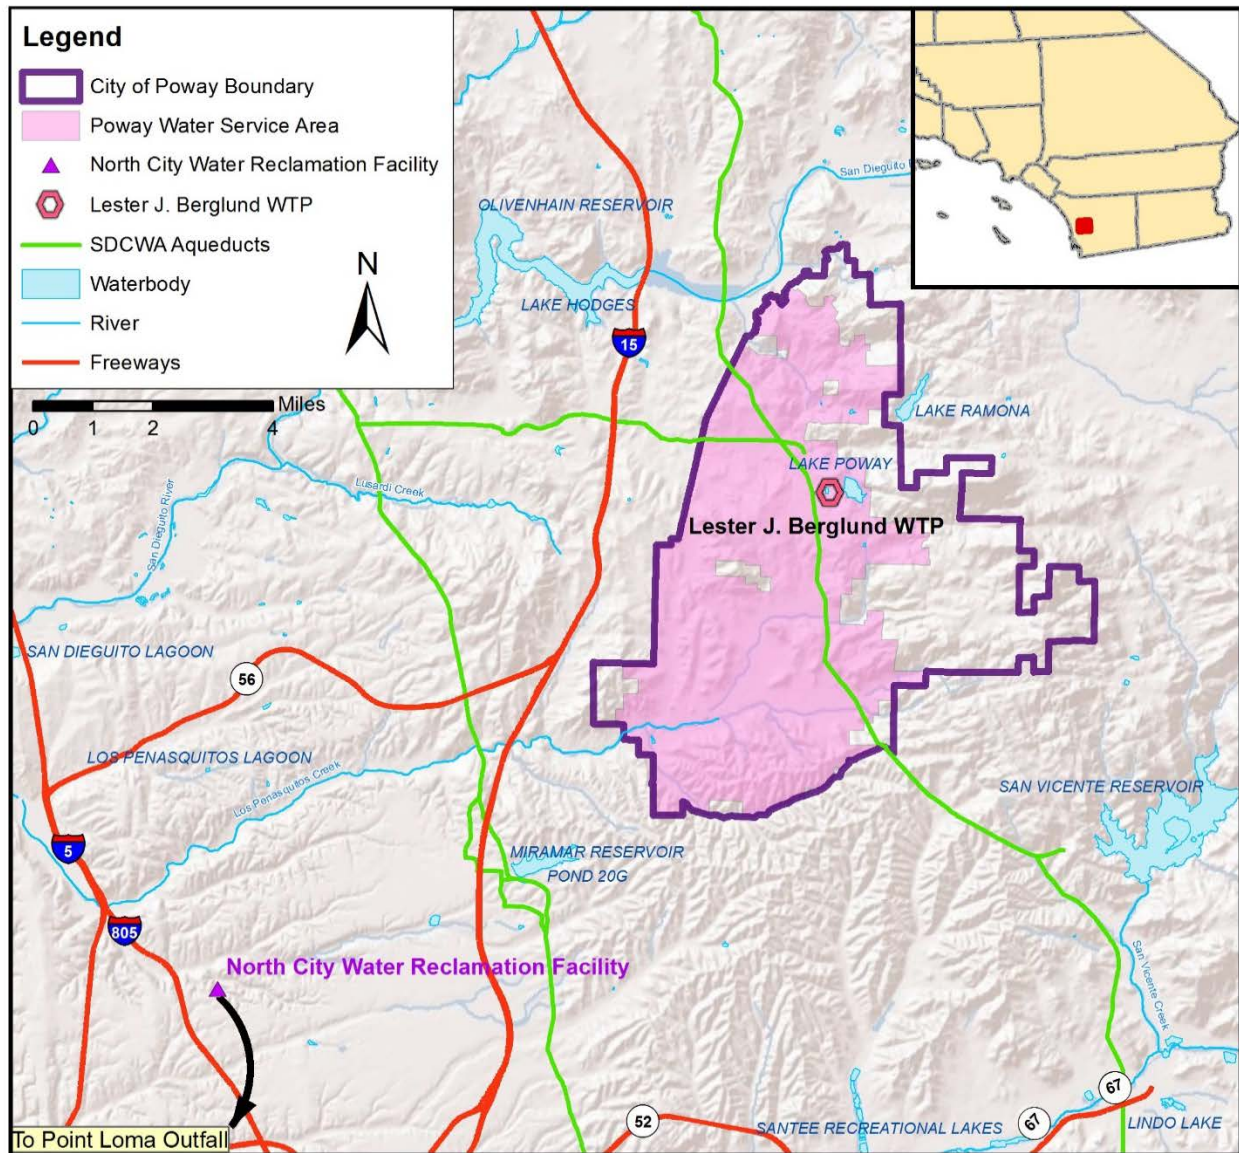 Legend
City of Poway Boundary
Poway Water Service Area
North City Water Reclamation Facility
Lester J. Berglund WTP
SDCWA Aqueducts
Waterbody
River
Freeways
N
Miles
0 1 2 4
San Dieguito
OLIVENHAIN RESERVOIR
LAKE HODGES
15
LAKE RAMONA
LAKE POWAY
Lester J. Berglund WTP
Lusardi Creek
San Dieguito River
SAN DIEGUITO LAGOON
56
LOS PENASQUITOS LAGOON
Los Penasquitos Creek
SAN VICENTE RESERVOIR
5
MIRAMAR RESERVOIR
POND 20G
805
North City Water Reclamation Facility
San Vicente Creek
67
67
52
To Point Loma Outfall
SANTEE RECREATIONAL LAKES
LINDO LAKE